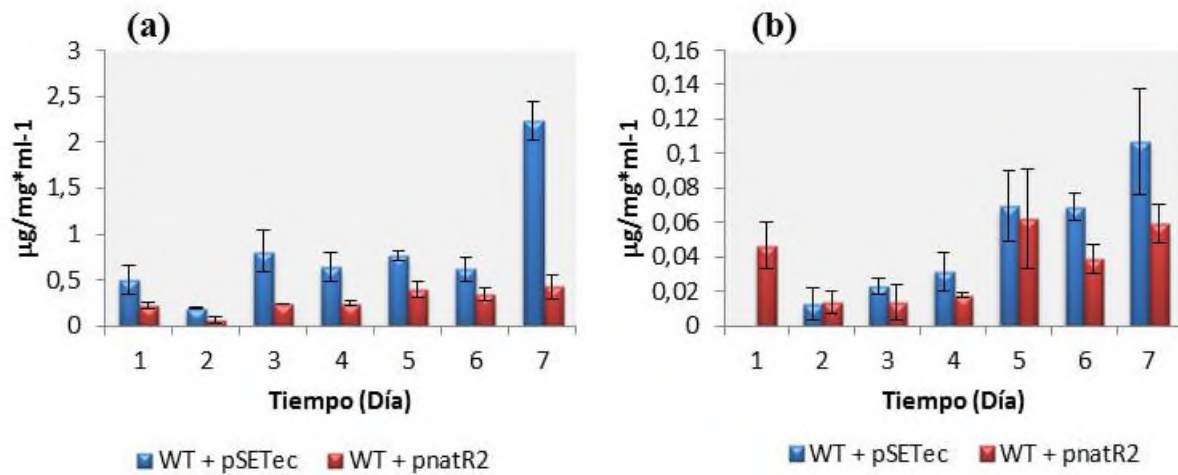 (a)
3
2,5
2
1,5
1
0,5
0
µg/mg*ml-1
1 2 3 4 5 6 7
Tiempo (Día)
WT + pSETec WT + pnatR2
(b)
0,16
0,14
0,12
0,1
0,08
0,06
0,04
0,02
0
µg/mg*ml-1
1 2 3 4 5 6 7
Tiempo (Día)
WT + pSETec WT + pnatR2